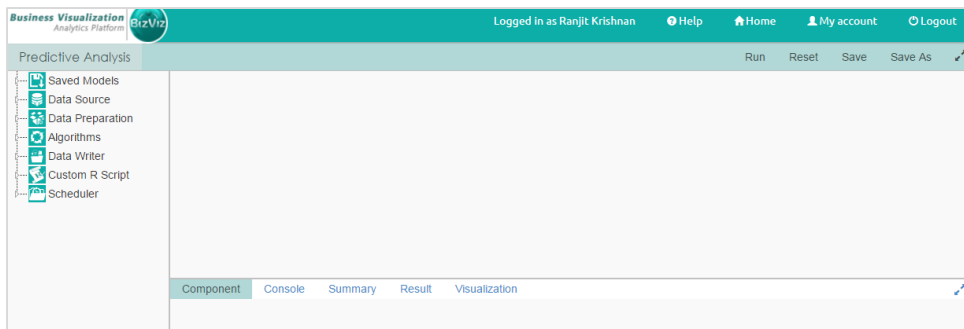 Business Visualization
Analytics Platform
BizViz
Logged in as Ranjit Krishnan
Help
Home
My account
Logout
Predictive Analysis
Run
Reset
Save
Save As
Saved Models
Data Source
Data Preparation
Algorithms
Data Writer
Custom R Script
Scheduler
Component
Console
Summary
Result
Visualization